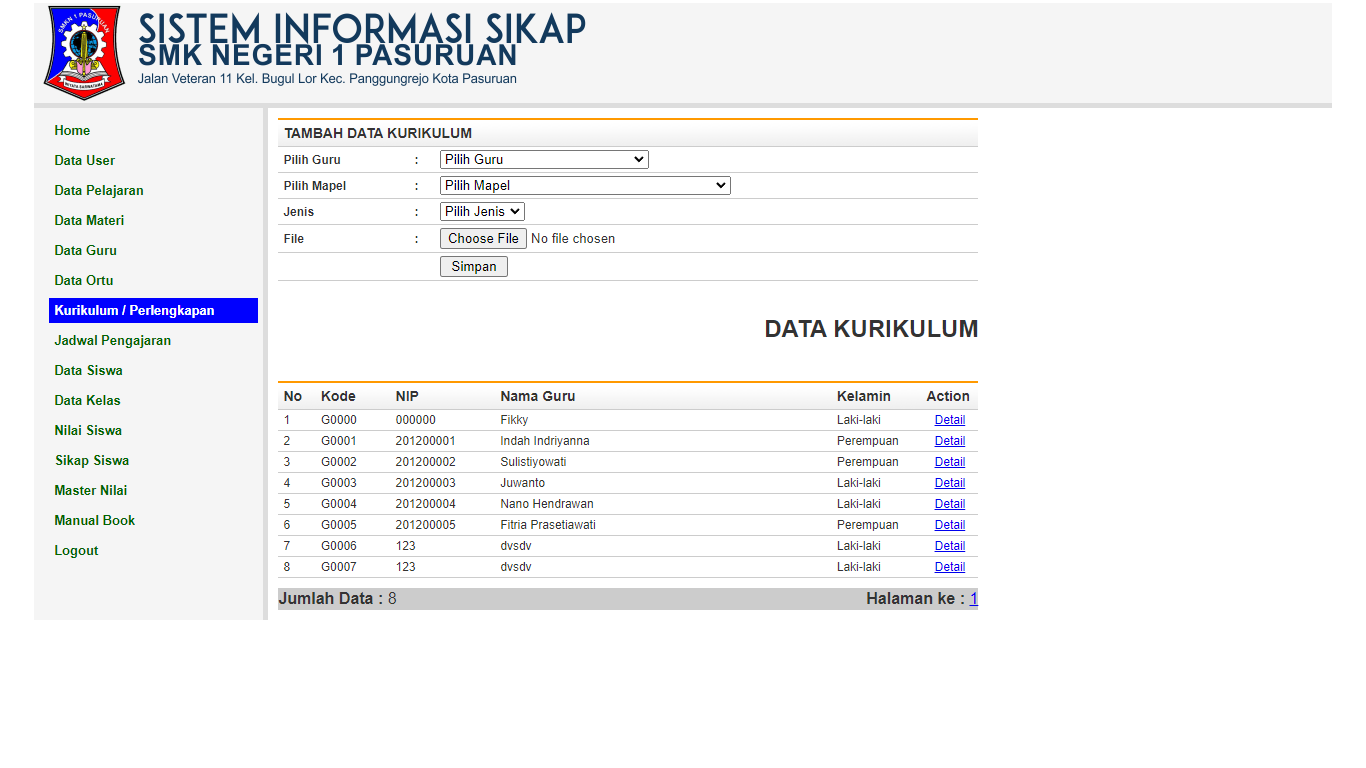 SMKN 1 PASURUAN
SISTEM INFORMASI SIKAP
SMK NEGERI 1 PASURUAN
Jalan Veteran 11 Kel. Bugul Lor Kec. Panggungrejo Kota Pasuruan
Home
Data User
Data Pelajaran
Data Materi
Data Guru
Data Ortu
Kurikulum / Perlengkapan
Jadwal Pengajaran
Data Siswa
Data Kelas
Nilai Siswa
Sikap Siswa
Master Nilai
Manual Book
Logout
TAMBAH DATA KURIKULUM
Pilih Guru : Pilih Guru
Pilih Mapel : Pilih Mapel
Jenis : Pilih Jenis
File : Choose File No file chosen
Simpan
DATA KURIKULUM
No Kode NIP Nama Guru Kelamin Action
1 G0000 000000 Fikky Laki-laki Detail
2 G0001 201200001 Indah Indriyanna Perempuan Detail
3 G0002 201200002 Sulistiyowati Perempuan Detail
4 G0003 201200003 Juwanto Laki-laki Detail
5 G0004 201200004 Nano Hendrawan Laki-laki Detail
6 G0005 201200005 Fitria Prasetiawati Perempuan Detail
7 G0006 123 dvsdv Laki-laki Detail
8 G0007 123 dvsdv Laki-laki Detail
Jumlah Data : 8 Halaman ke : 1